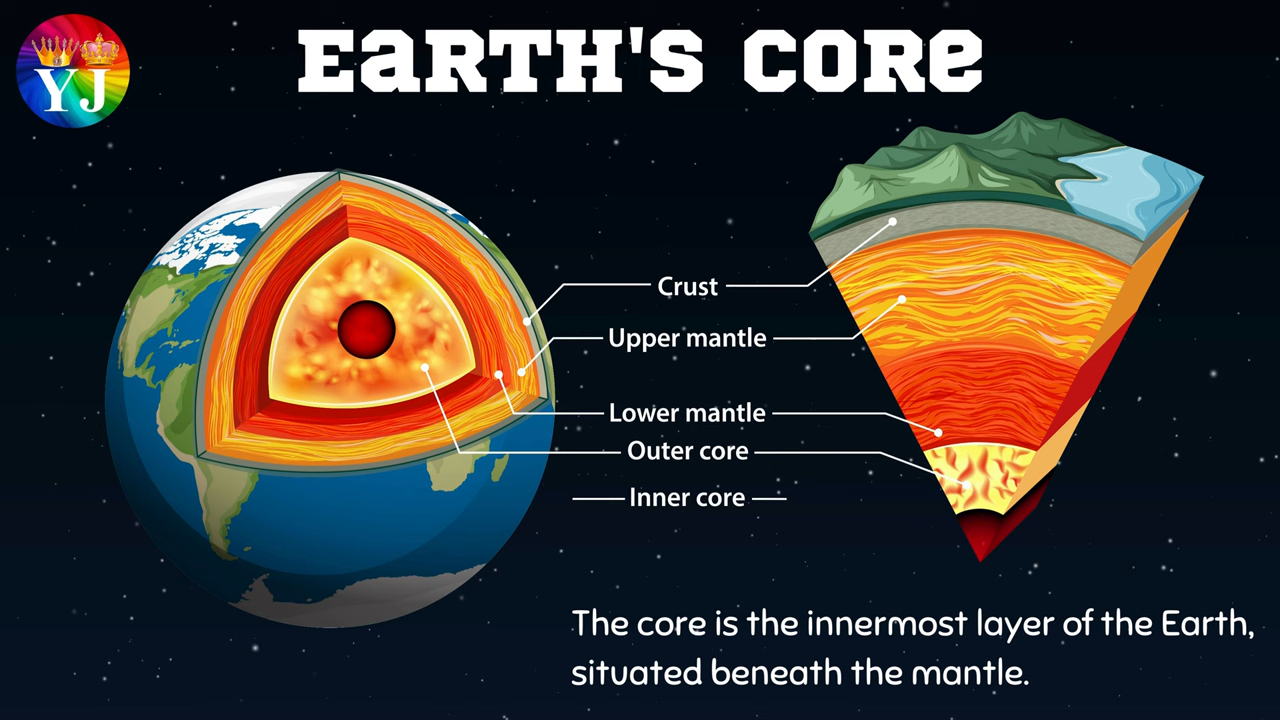 YJ
EaRTH'S CORe
Crust
Upper mantle
Lower mantle
Outer core
Inner core
The core is the innermost layer of the Earth,
situated beneath the mantle.